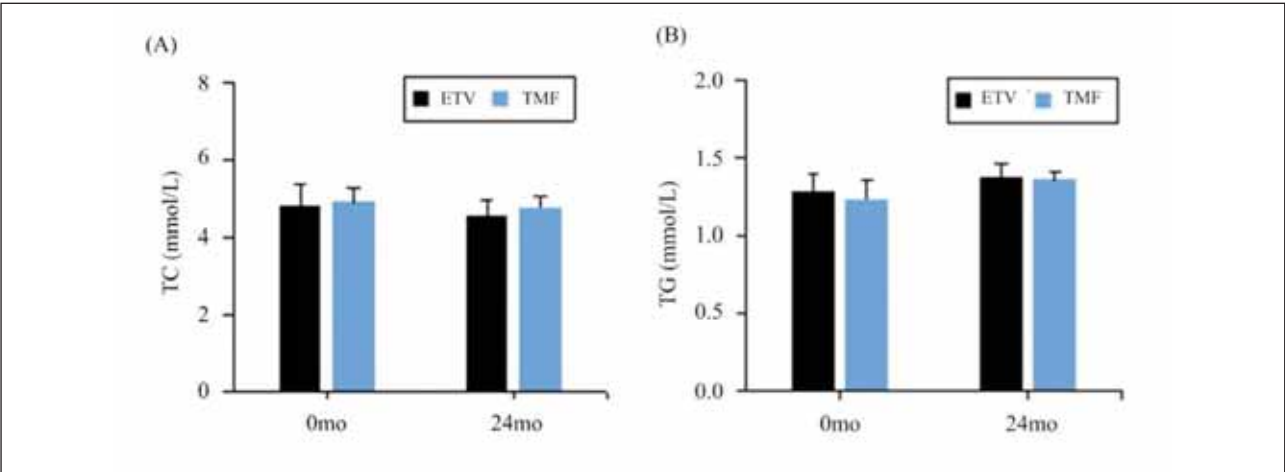 (A)
TC (mmol/L)
8
6
4
2
0
ETV TMF
0mo 24mo
(B)
TG (mmol/L)
2.0
1.5
1.0
0.5
0.0
ETV TMF
0mo 24mo